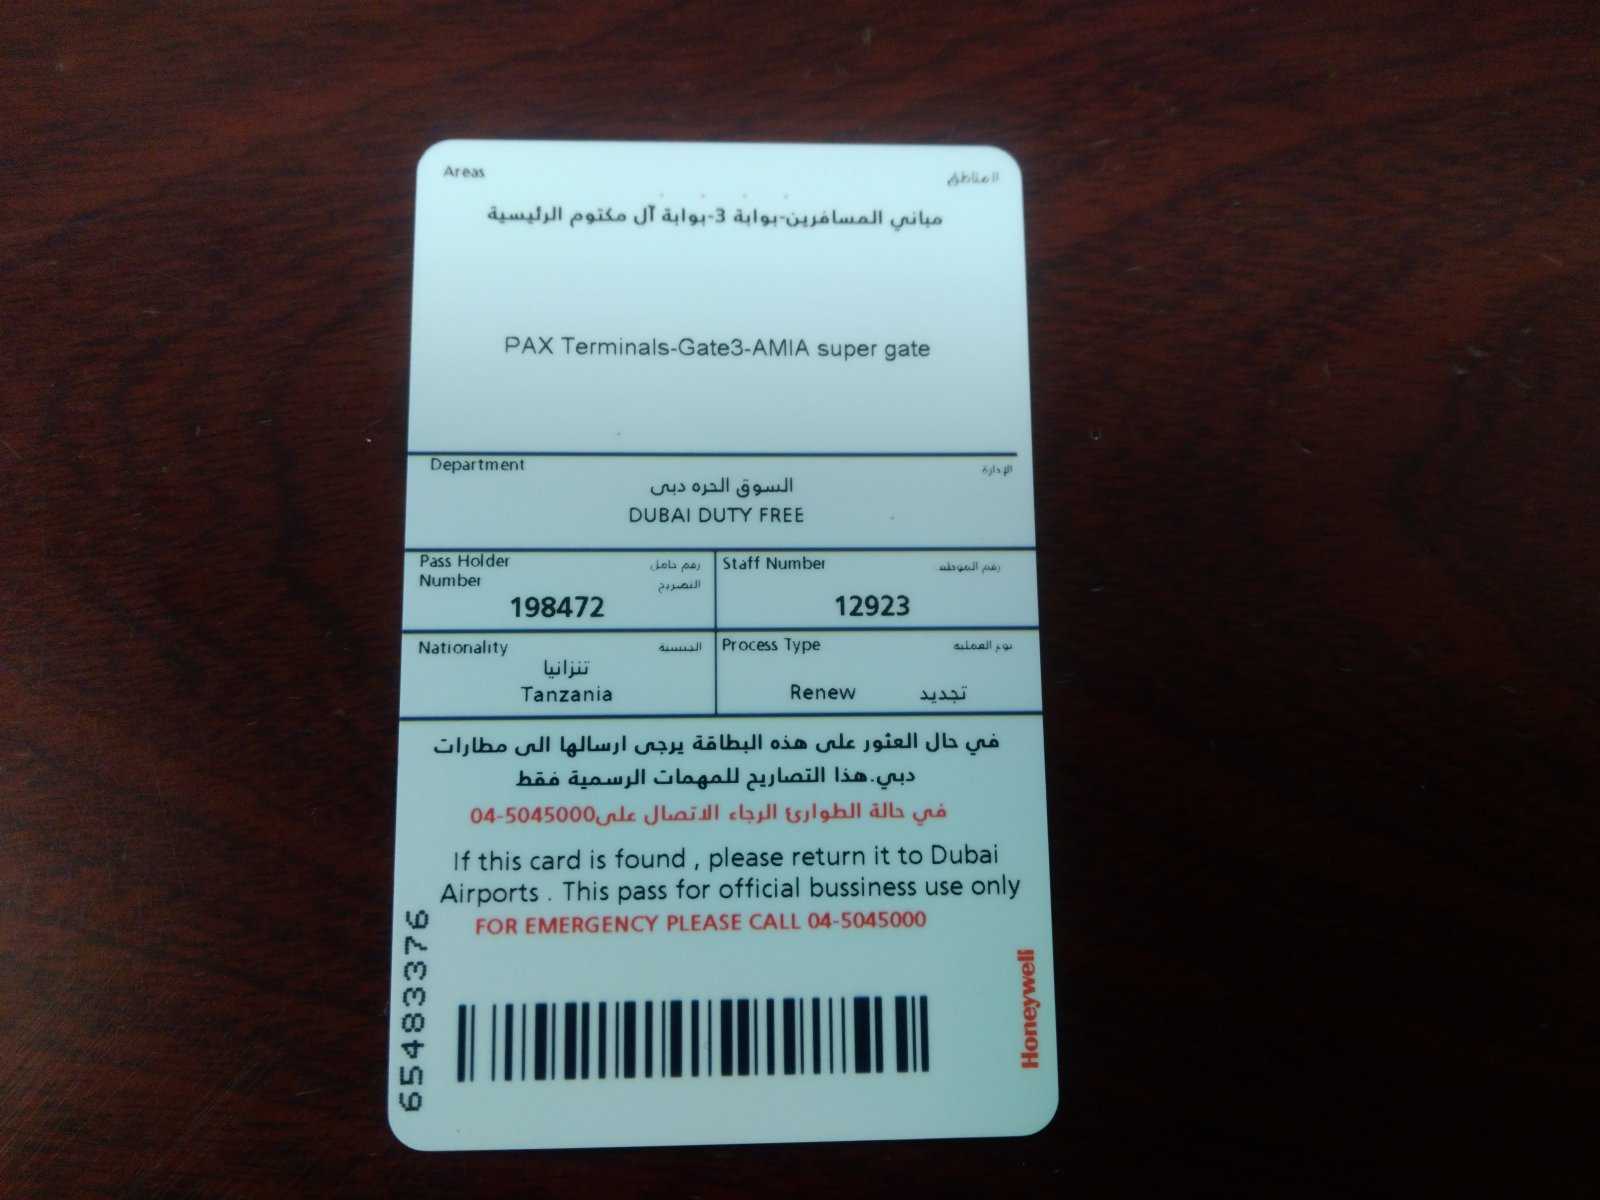 Areas المناطق
مباني المسافرين-بوابة 3-بوابة آل مكتوم الرئيسية
PAX Terminals-Gate3-AMIA super gate
Department الإدارة
السوق الحره دبى
DUBAI DUTY FREE
Pass Holder رقم حامل
Number التصريح
198472
Staff Number رقم الموظف
12923
Nationality الجنسية
تنزانيا
Tanzania
Process Type نوع العملية
Renew تجديد
في حال العثور على هذه البطاقة يرجى ارسالها الى مطارات
دبي.هذا التصاريح للمهمات الرسمية فقط
في حالة الطوارئ الرجاء الاتصال على04-5045000
If this card is found , please return it to Dubai
Airports . This pass for official bussiness use only
FOR EMERGENCY PLEASE CALL 04-5045000
65483376
Honeywell